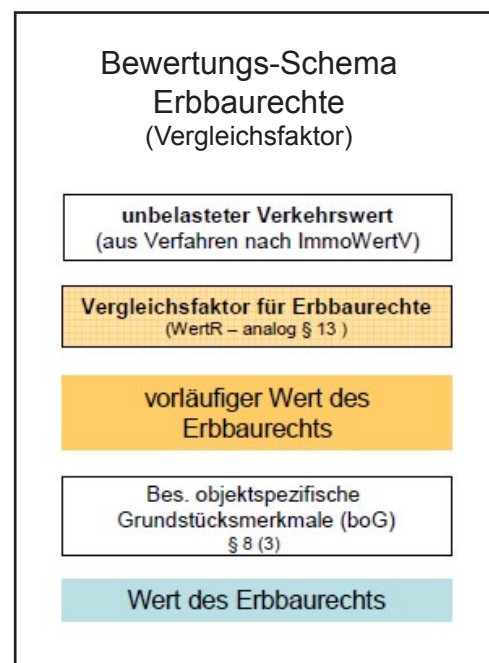 Bewertungs-Schema
Erbbaurechte
(Vergleichsfaktor)
unbelasteter Verkehrswert
(aus Verfahren nach ImmoWertV)
Vergleichsfaktor für Erbbaurechte
(WertR – analog § 13 )
vorläufiger Wert des
Erbbaurechts
Bes. objektspezifische
Grundstücksmerkmale (boG)
§ 8 (3)
Wert des Erbbaurechts